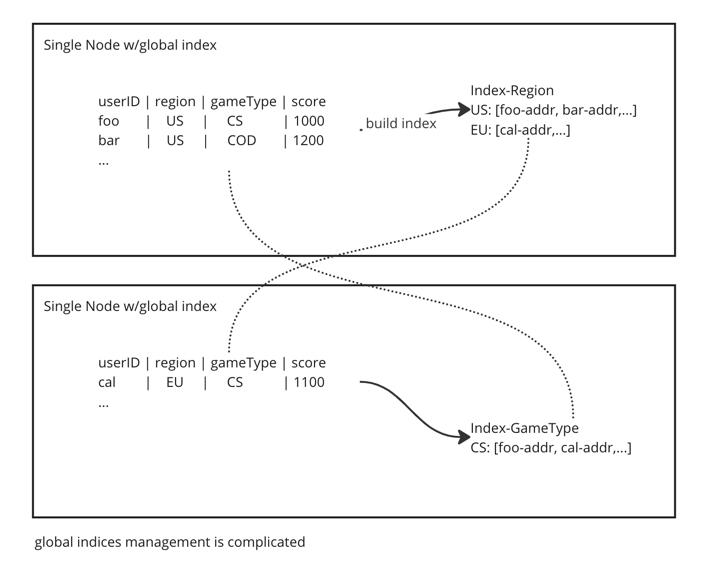 Single Node w/global index
userID | region | gameType | score
foo | US | CS | 1000
bar | US | COD | 1200
...
build index
Index-Region
US: [foo-addr, bar-addr,...]
EU: [cal-addr,...]
Single Node w/global index
userID | region | gameType | score
cal | EU | CS | 1100
...
Index-GameType
CS: [foo-addr, cal-addr,...]
global indices management is complicated